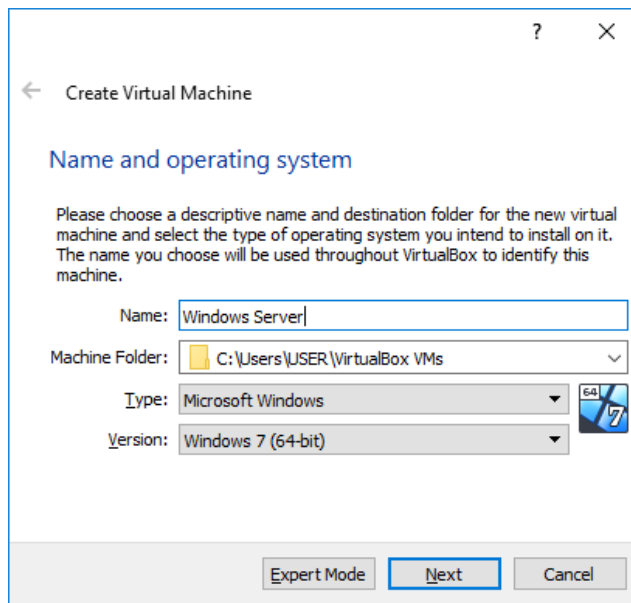 ?
Create Virtual Machine
Name and operating system
Please choose a descriptive name and destination folder for the new virtual
machine and select the type of operating system you intend to install on it.
The name you choose will be used throughout VirtualBox to identify this
machine.
Name: Windows Server
Machine Folder: C:\Users\USER\VirtualBox VMs
Type: Microsoft Windows
64
7
Version: Windows 7 (64-bit)
Expert Mode Next Cancel